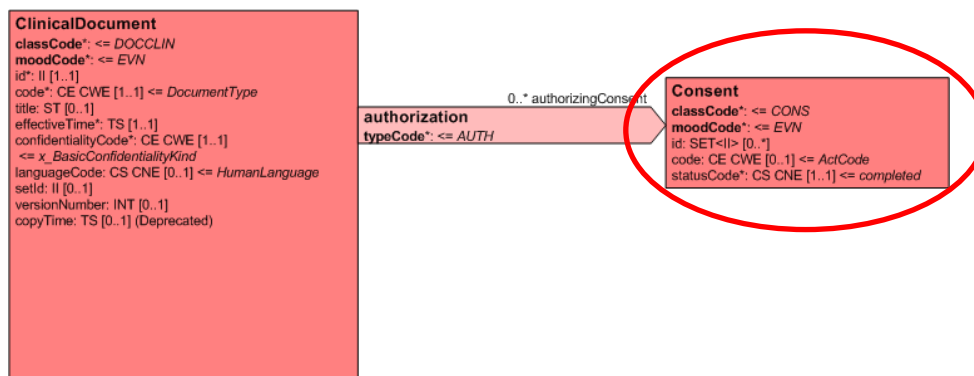 ClinicalDocument
classCode*: <= DOCCLIN
moodCode*: <= EVN
id*: II [1..1]
code*: CE CWE [1..1] <= DocumentType
title: ST [0..1]
effectiveTime*: TS [1..1]
confidentialityCode*: CE CWE [1..1]
<= x_BasicConfidentialityKind
languageCode: CS CNE [0..1] <= HumanLanguage
setId: II [0..1]
versionNumber: INT [0..1]
copyTime: TS [0..1] (Deprecated)
0..* authorizingConsent
authorization
typeCode*: <= AUTH
Consent
classCode*: <= CONS
moodCode*: <= EVN
id: SET<II> [0..*]
code: CE CWE [0..1] <= ActCode
statusCode*: CS CNE [1..1] <= completed